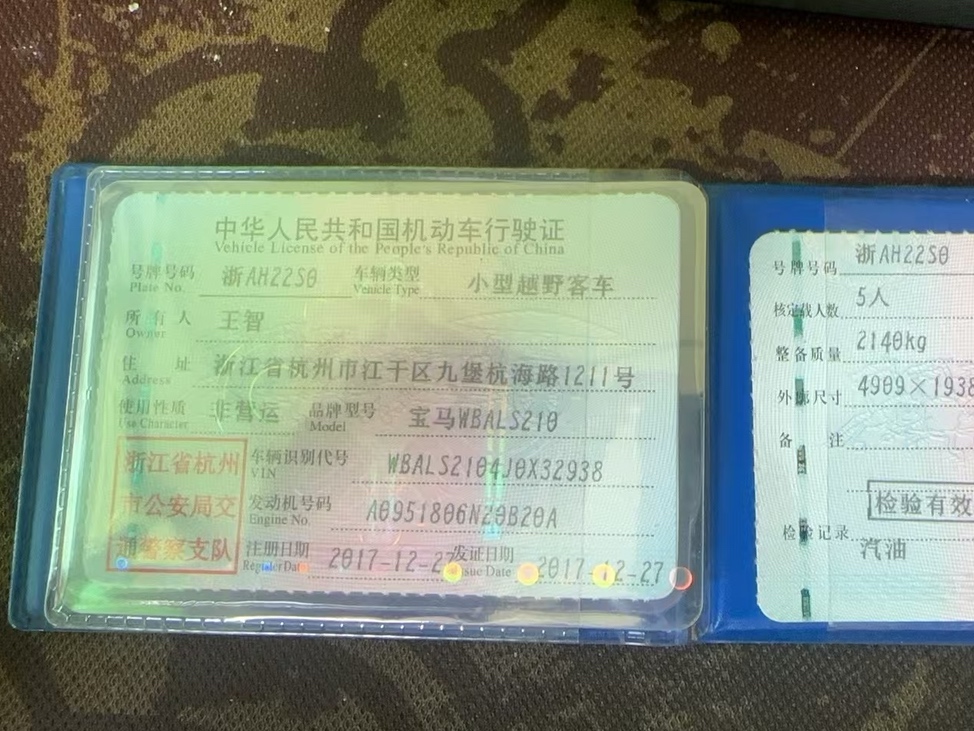 中华人民共和国机动车行驶证
Vehicle License of the People's Republic of China
号牌号码 浙AH22S0 车辆类型 小型越野客车
Plate No. Vehicle Type
所有人 王智
Owner
住址 浙江省杭州市江干区九堡杭海路1211号
Address
使用性质 非营运 品牌型号 宝马WBALS210
Use Character Model
浙江省杭州
市公安局交
通警察支队
车辆识别代号 WBALS2104J0X32938
VIN
发动机号码 A0951806N20B20A
Engine No.
注册日期 2017-12-27 发证日期 2017-12-27
Register Date Issue Date
号牌号码 浙AH22S0
核定载人数 5人
整备质量 2140kg
外廓尺寸 4909×1938
备注
检验有效
检验记录
汽油